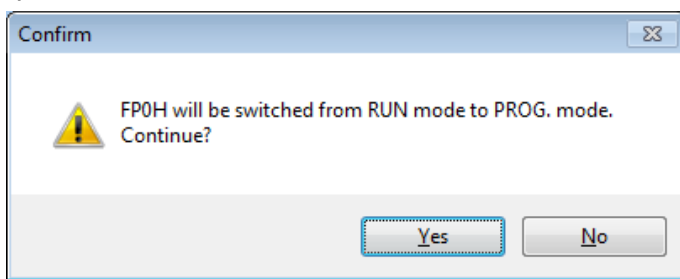 Confirm
FP0H will be switched from RUN mode to PROG. mode.
Continue?
Yes
No